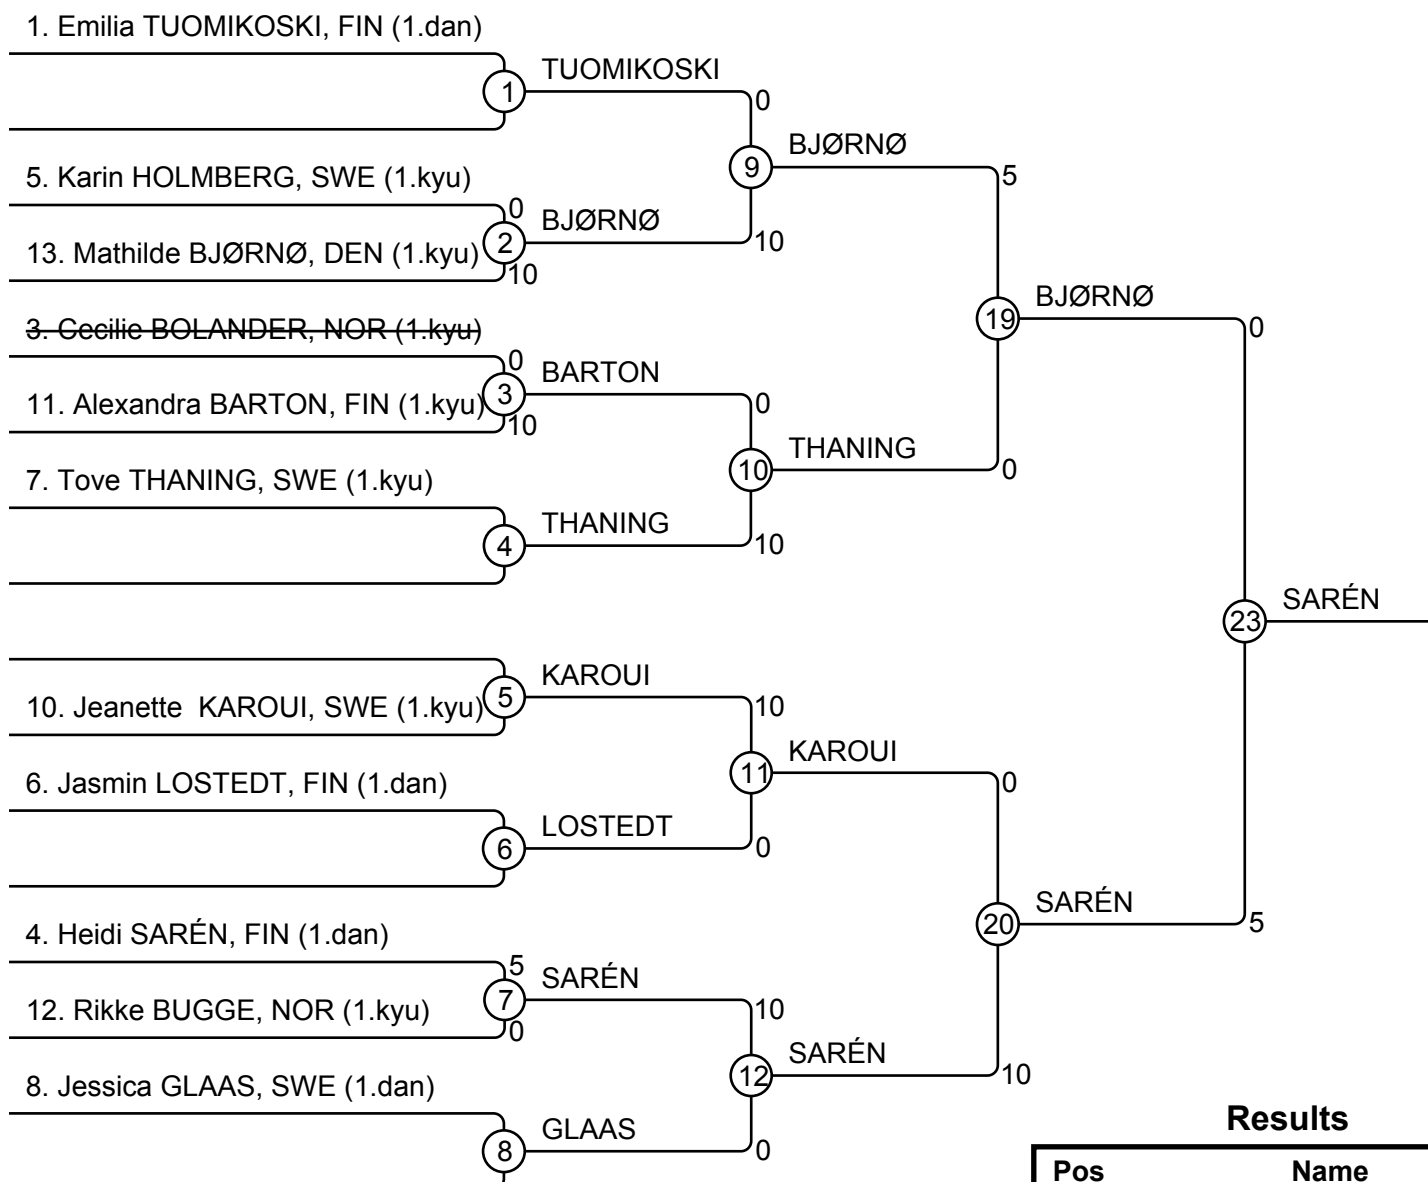 1. Emilia TUOMIKOSKI, FIN (1.dan)
1
TUOMIKOSKI
0
5. Karin HOLMBERG, SWE (1.kyu)
0
2
BJØRNØ
10
13. Mathilde BJØRNØ, DEN (1.kyu)
10
9
BJØRNØ
5
3. Cecilie BOLANDER, NOR (1.kyu)
0
3
BARTON
0
11. Alexandra BARTON, FIN (1.kyu)
10
10
THANING
0
7. Tove THANING, SWE (1.kyu)
4
THANING
10
19
BJØRNØ
0
5
KAROUI
10
10. Jeanette  KAROUI, SWE (1.kyu)
11
KAROUI
0
6. Jasmin LOSTEDT, FIN (1.dan)
6
LOSTEDT
0
23
SARÉN
4. Heidi SARÉN, FIN (1.dan)
5
7
SARÉN
10
12. Rikke BUGGE, NOR (1.kyu)
0
12
SARÉN
10
20
SARÉN
5
8. Jessica GLAAS, SWE (1.dan)
8
GLAAS
0
Results
Pos Name